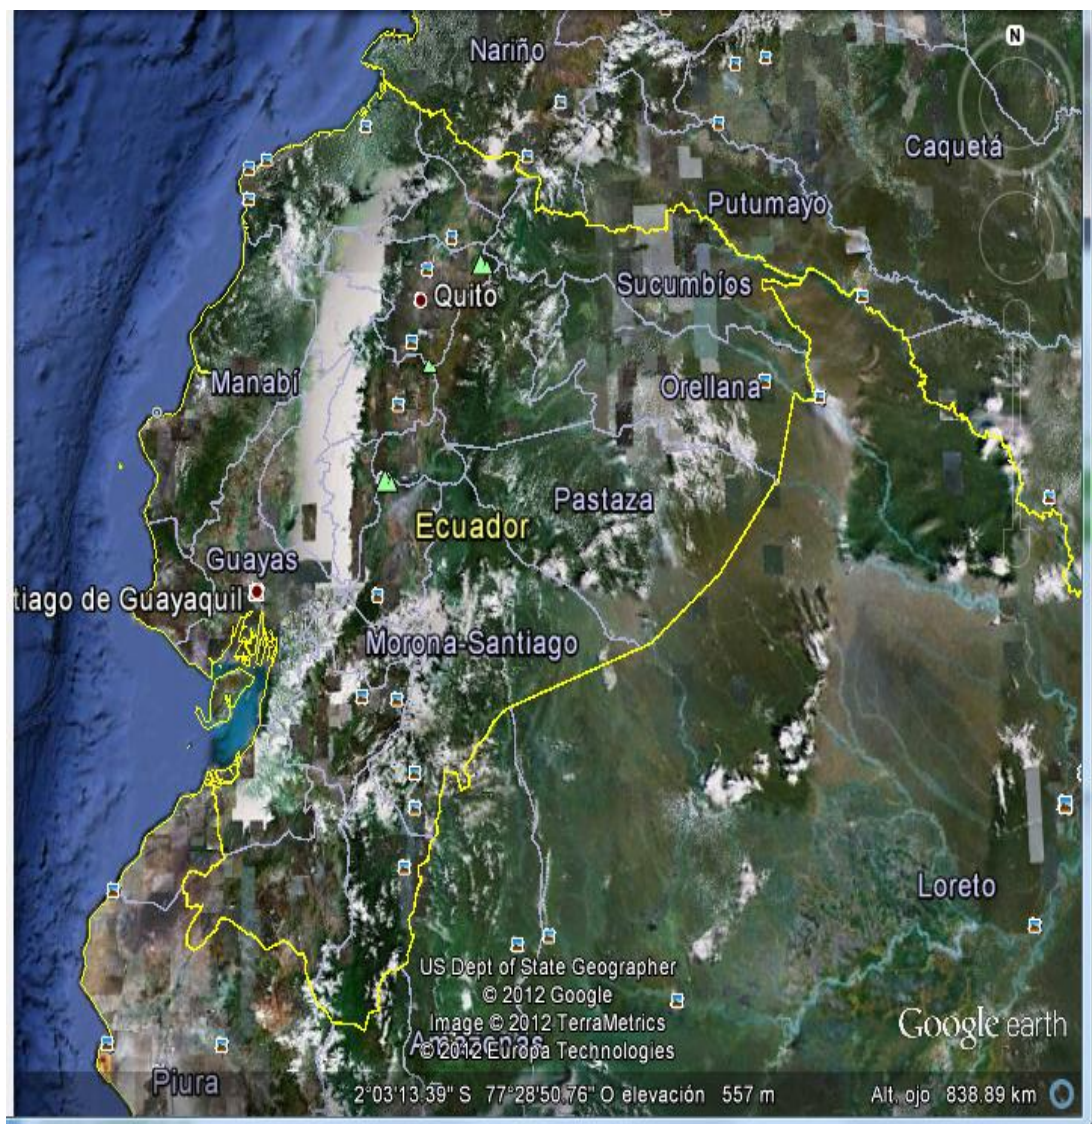 Nariño
N
Caquetá
Putumayo
Sucumbíos
Quito
Manabí
Orellana
Pastaza
Ecuador
Guayas
tiago de Guayaquil
Morona-Santiago
Loreto
US Dept of State Geographer
© 2012 Google
Image © 2012 TerraMetrics
Amazonas
© 2012 Europa Technologies
Google earth
Piura
2°03'13.39" S 77°28'50.76" O elevación 557 m Alt. ojo 838.89 km